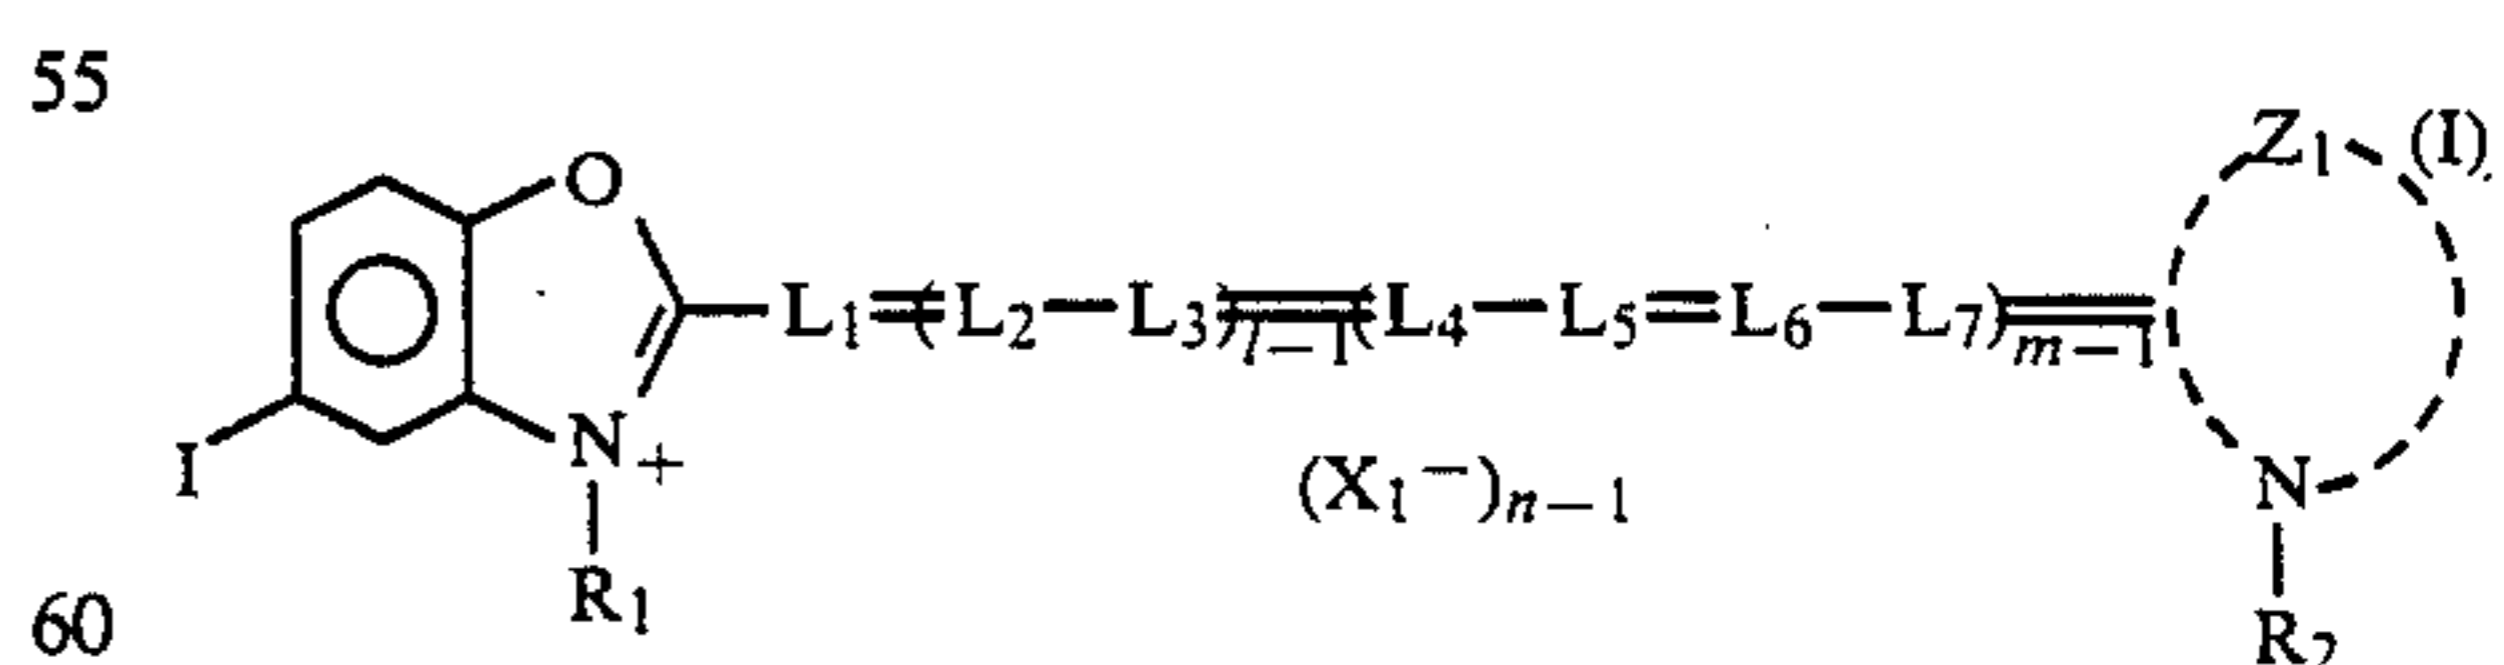 55
Z1 (I),
O
L1=(L2—L3)l—1=(L4—L5=L6—L7)m—1=
I N+ (X1−)n—1 N
R1
60 R2